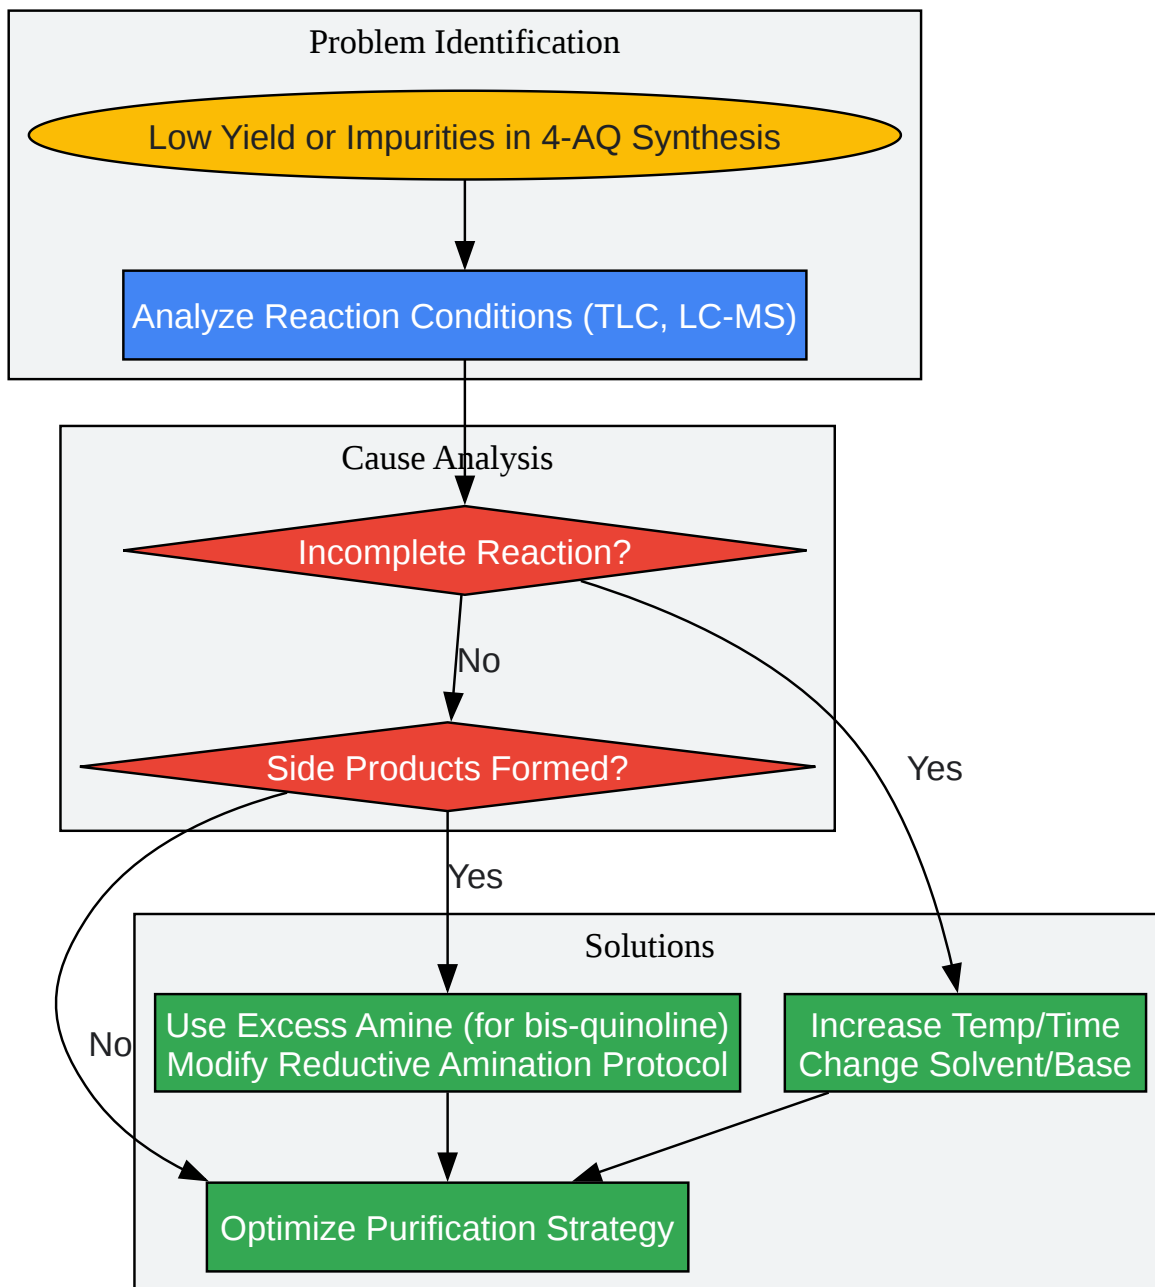 Problem Identification
Low Yield or Impurities in 4-AQ Synthesis
Analyze Reaction Conditions (TLC, LC-MS)
Cause Analysis
Incomplete Reaction?
No
Side Products Formed?
Yes
Yes
Solutions
Use Excess Amine (for bis-quinoline)
Modify Reductive Amination Protocol
Increase Temp/Time
Change Solvent/Base
No
Optimize Purification Strategy